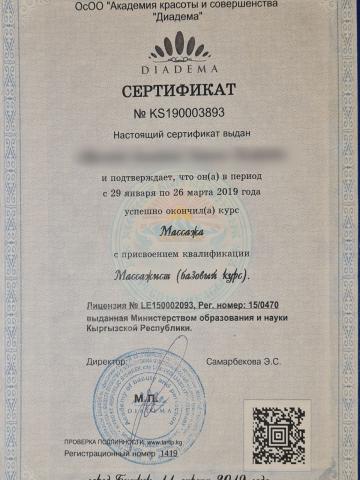 ОсОО "Академия красоты и совершенства
"Диадема"
DIADEMA
СЕРТИФИКАТ
№ KS190003893
Настоящий сертификат выдан
и подтверждает, что он(а) в период
с 29 января по 26 марта 2019 года
успешно окончил(а) курс
Массажа
с присвоением квалификации
Массажист (базовый курс).
Лицензия № LE150002093, Рег. номер: 15/0470
выданная Министерством образования и науки
Кыргызской Республики.
Директор:
Самарбекова Э.С.
М.П.
DIADEMA
ПРОВЕРКА ПОДЛИННОСТИ:
Регистрационный номер 1419